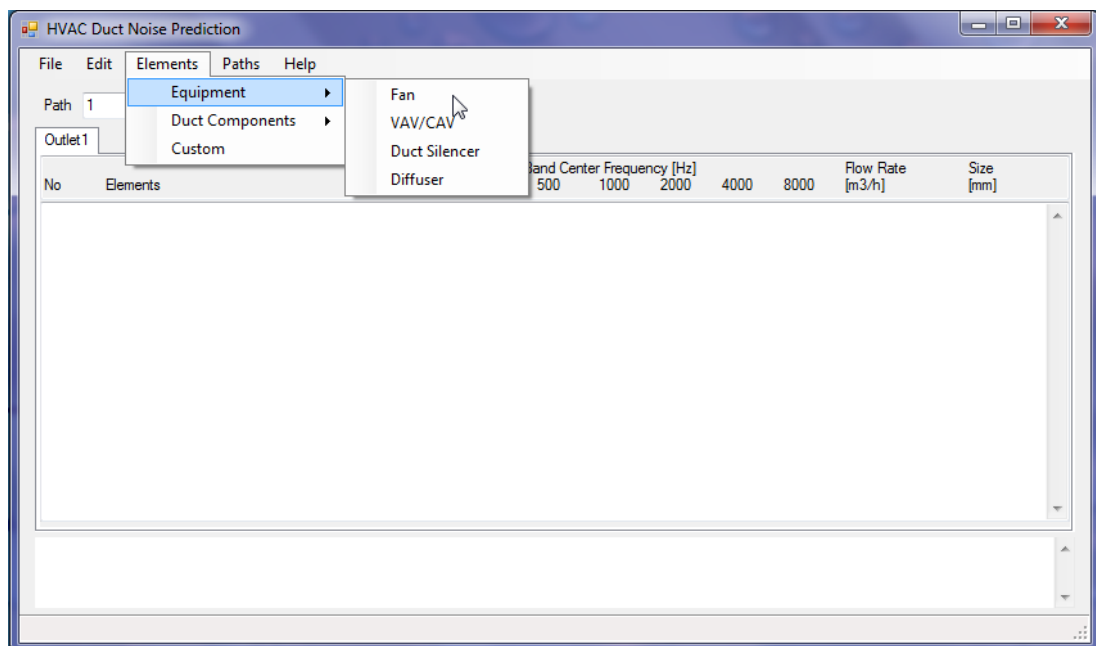 HVAC Duct Noise Prediction
File Edit Elements Paths Help
Path 1
Equipment
Duct Components
Custom
Fan
VAV/CAV
Duct Silencer
Diffuser
Outlet1
Band Center Frequency [Hz] Flow Rate Size
No Elements 500 1000 2000 4000 8000 [m3/h] [mm]